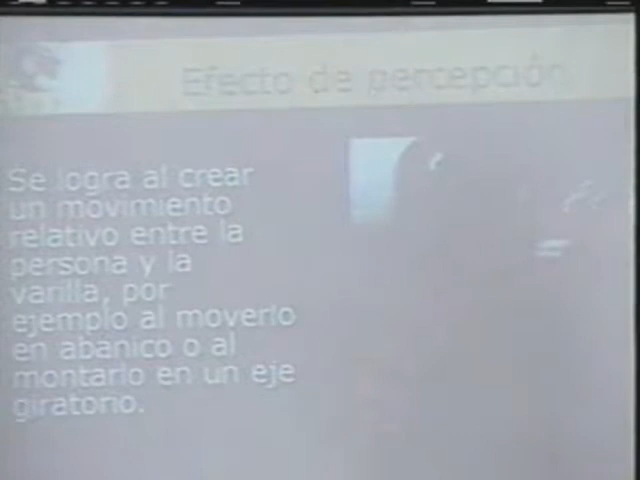 Efecto de percepción
Se logra al crear
un movimiento
relativo entre la
persona y la
varilla, por
ejemplo al moverlo
en abanico o al
montarlo en un eje
giratorio.